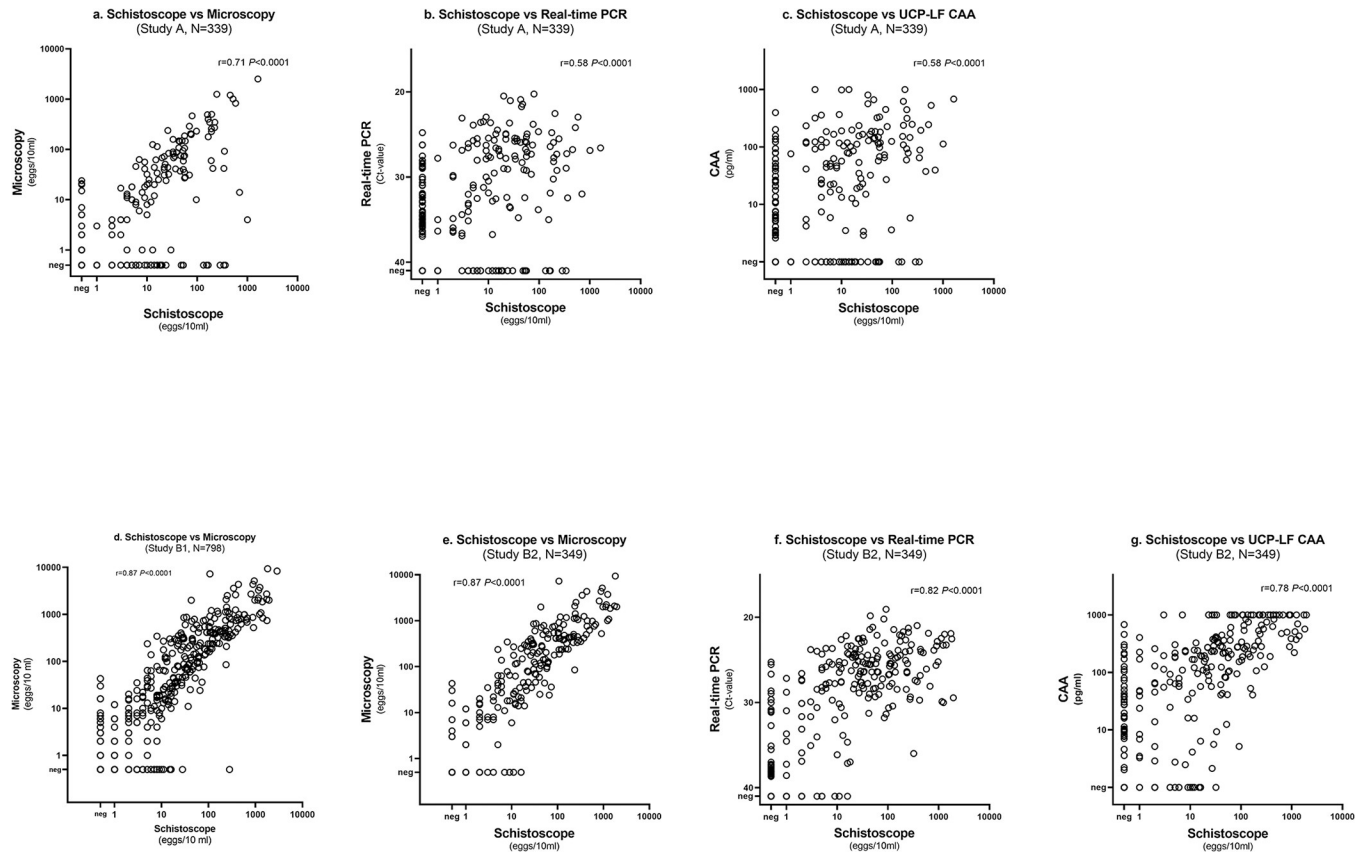 a. Schistoscope vs Microscopy
(Study A, N=339)
r=0.71 P<0.0001
10000
1000
100
10
1
neg
Microscopy
(eggs/10ml)
neg 1 10 100 1000 10000
Schistoscope
(eggs/10ml)
b. Schistoscope vs Real-time PCR
(Study A, N=339)
r=0.58 P<0.0001
20
30
40
neg
Real-time PCR
(Ct-value)
neg 1 10 100 1000 10000
Schistoscope
(eggs/10ml)
c. Schistoscope vs UCP-LF CAA
(Study A, N=339)
r=0.58 P<0.0001
1000
100
10
neg
CAA
(pg/ml)
neg 1 10 100 1000 10000
Schistoscope
(eggs/10ml)
d. Schistoscope vs Microscopy
(Study B1, N=798)
r=0.87 P<0.0001
10000
1000
100
10
1
neg
Microscopy
(eggs/10 ml)
neg 1 10 100 1000 10000
Schistoscope
(eggs/10 ml)
e. Schistoscope vs Microscopy
(Study B2, N=349)
r=0.87 P<0.0001
10000
1000
100
10
1
neg
Microscopy
(eggs/10ml)
neg 1 10 100 1000 10000
Schistoscope
(eggs/10ml)
f. Schistoscope vs Real-time PCR
(Study B2, N=349)
r=0.82 P<0.0001
20
30
40
neg
Real-time PCR
(Ct-value)
neg 1 10 100 1000 10000
Schistoscope
(eggs/10ml)
g. Schistoscope vs UCP-LF CAA
(Study B2, N=349)
r=0.78 P<0.0001
1000
100
10
neg
CAA
(pg/ml)
neg 1 10 100 1000 10000
Schistoscope
(eggs/10ml)